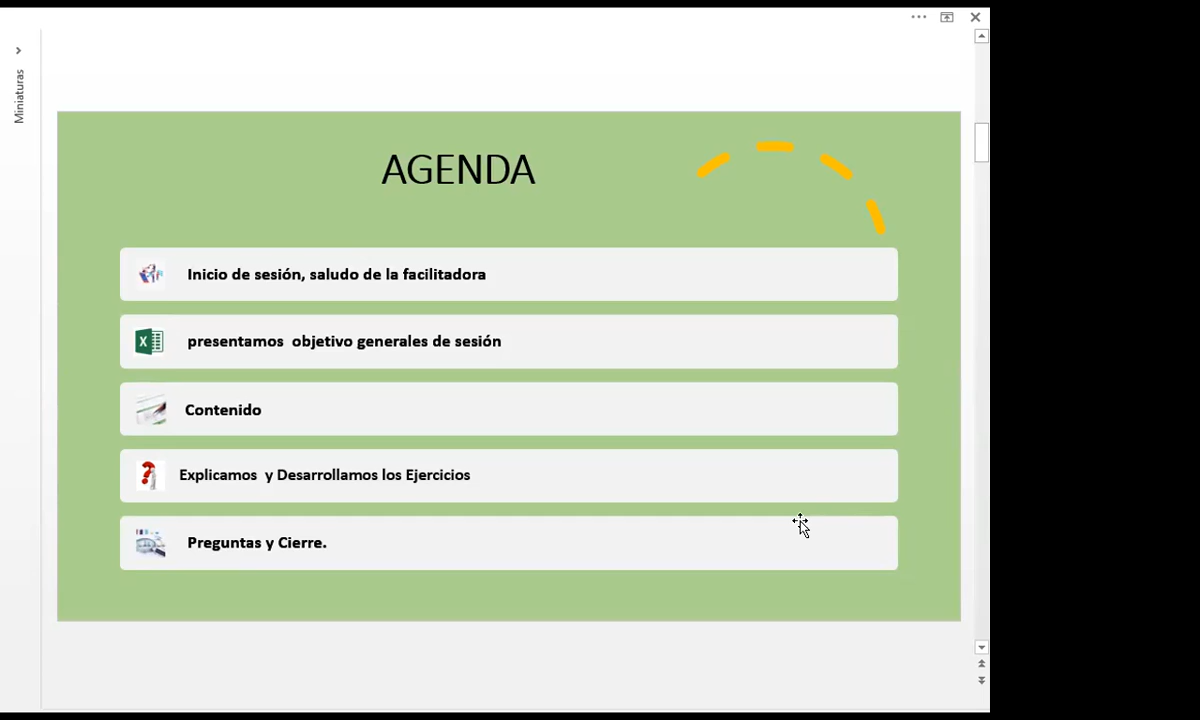 Miniaturas
AGENDA
Inicio de sesión, saludo de la facilitadora
presentamos  objetivo generales de sesión
Contenido
Explicamos  y Desarrollamos los Ejercicios
Preguntas y Cierre.